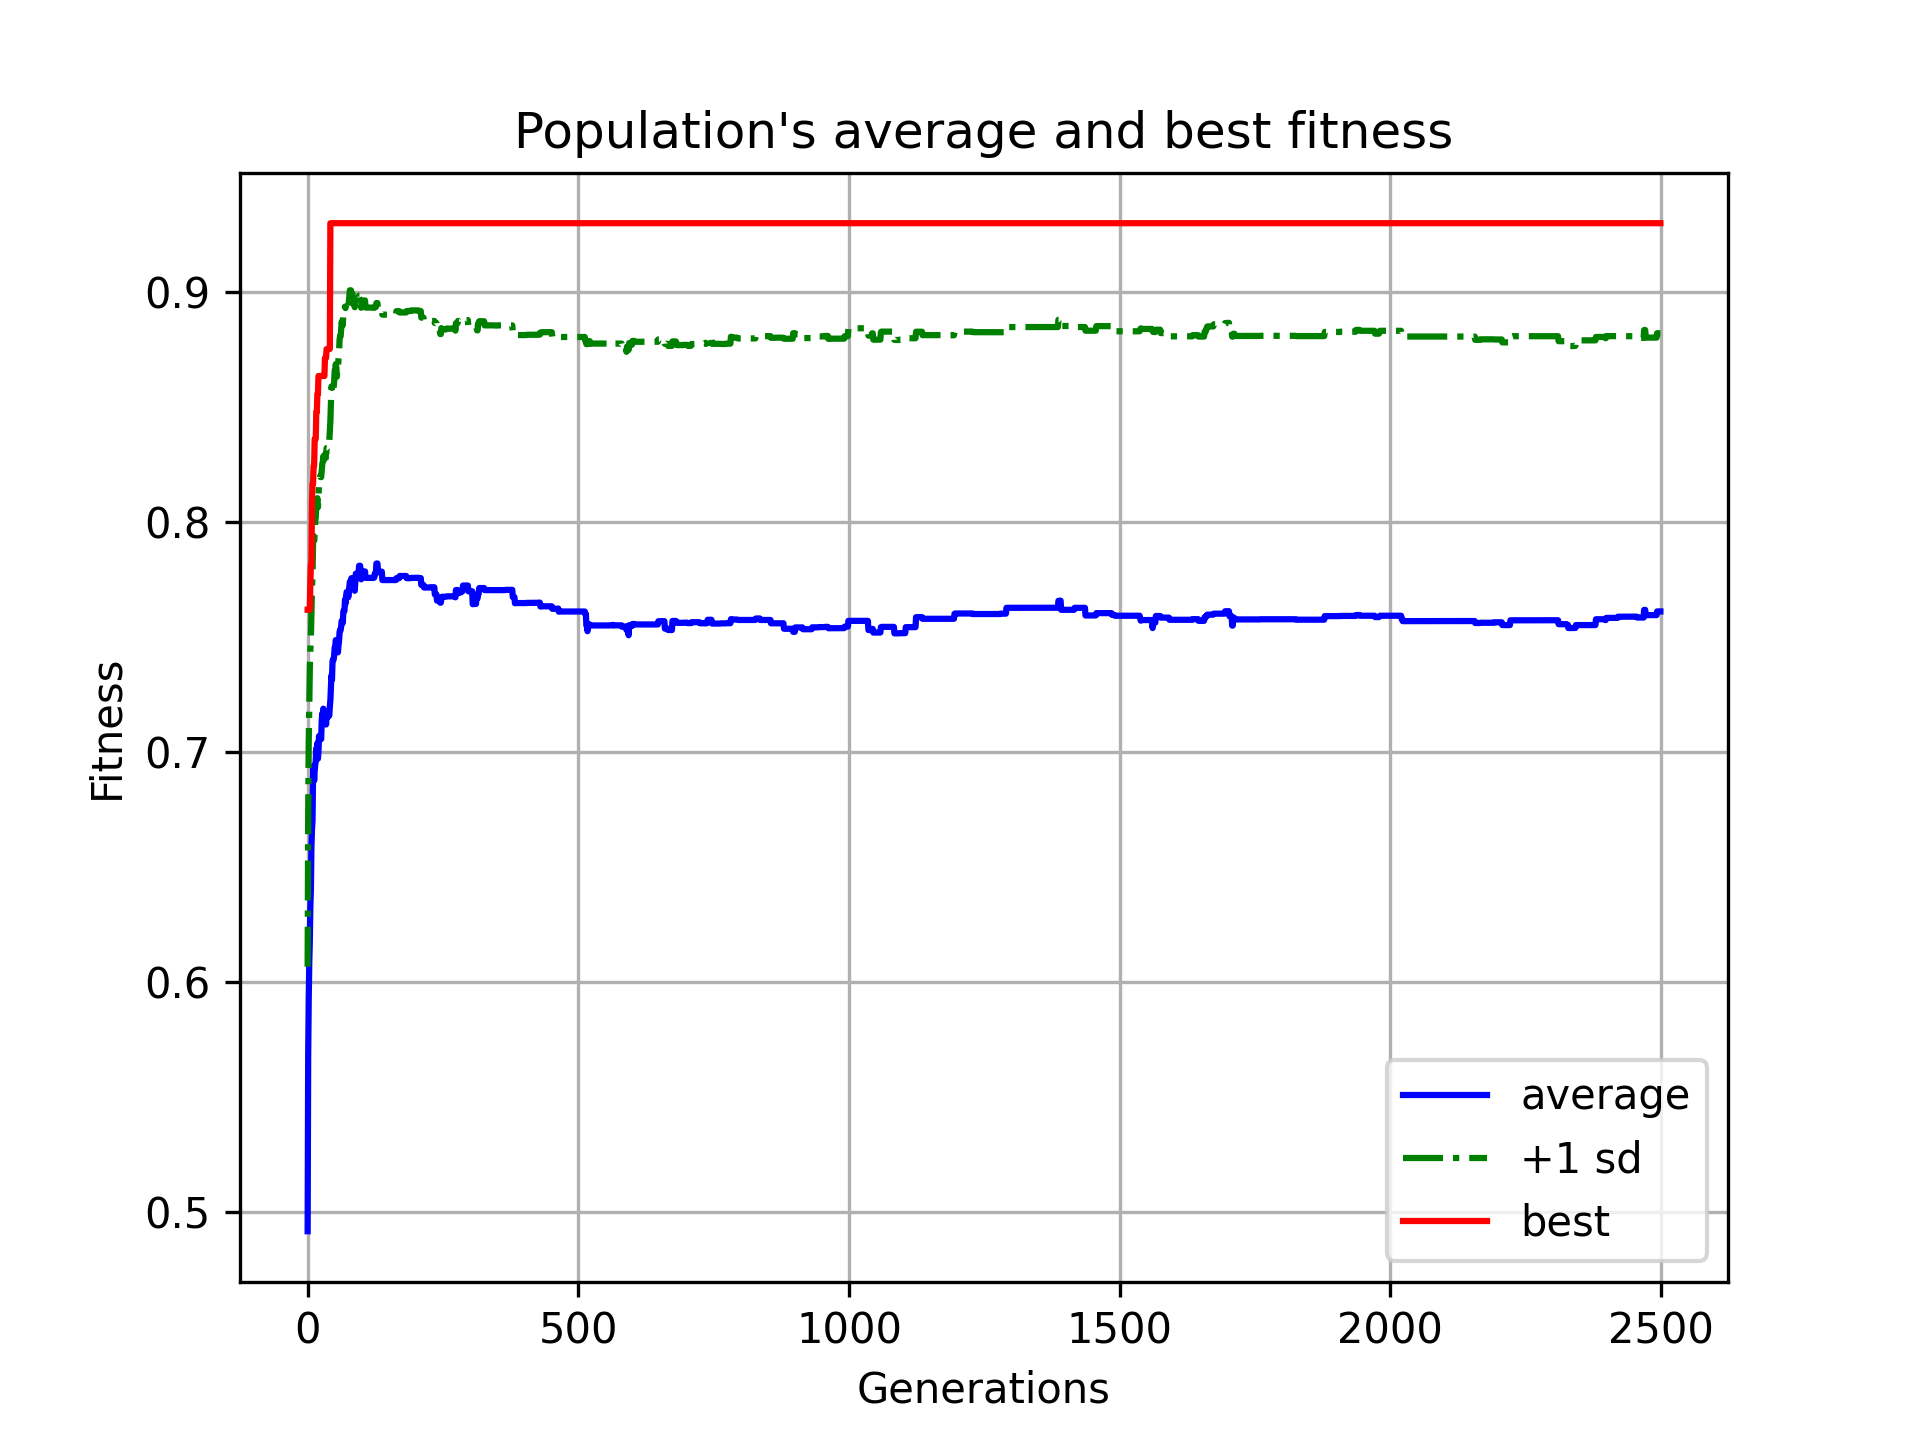 Population's average and best fitness
Fitness
0.9
0.8
0.7
0.6
0.5
0
500
1000
1500
2000
2500
Generations
average
+1 sd
best